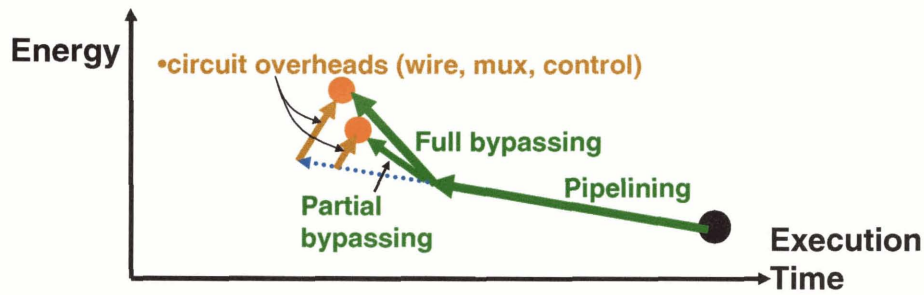 Energy
•circuit overheads (wire, mux, control)
Full bypassing
Pipelining
Partial
bypassing
Execution
Time